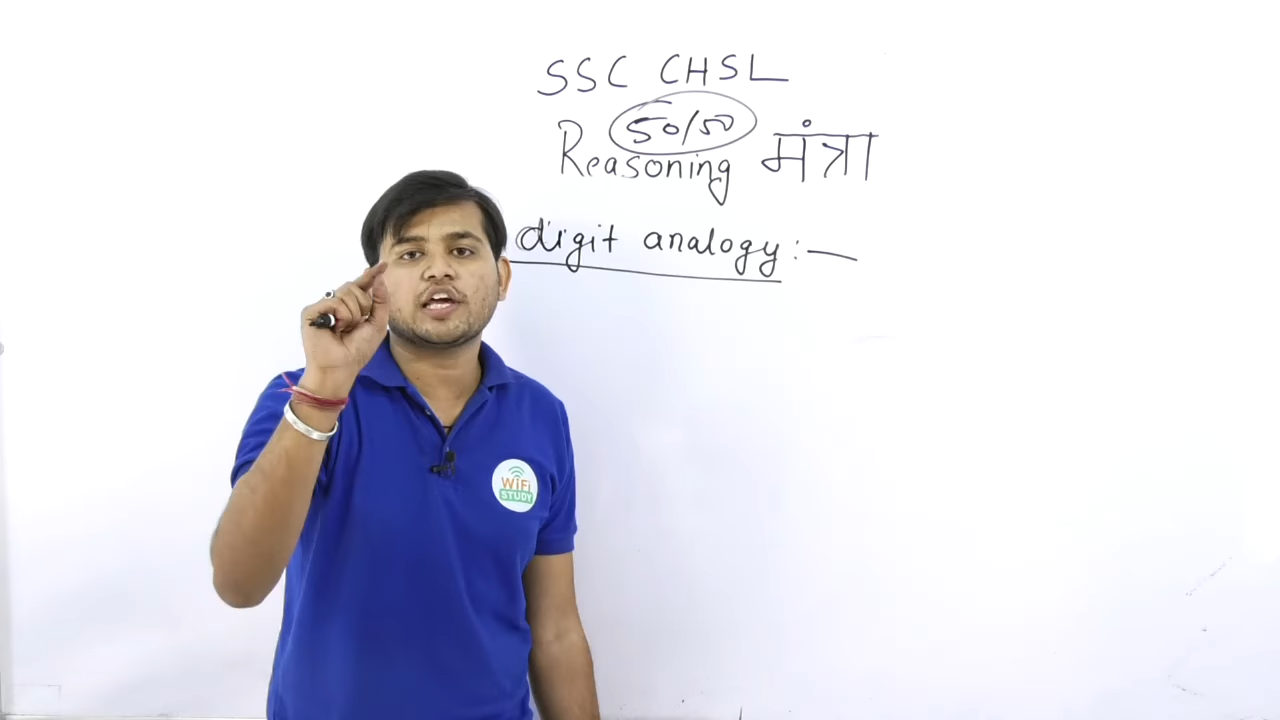 SSC CHSL
50/50
Reasoning मंत्रा
digit analogy:—
WiFi
STUDY